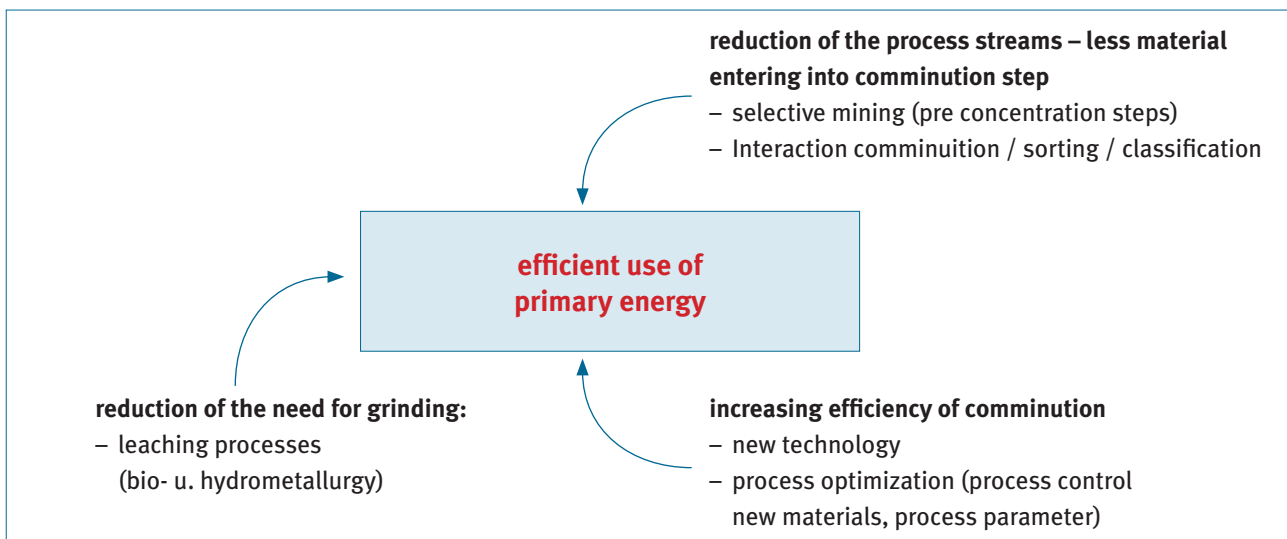 reduction of the process streams – less material
entering into comminution step
– selective mining (pre concentration steps)
– Interaction comminuition / sorting / classification
efficient use of
primary energy
reduction of the need for grinding:
– leaching processes
(bio- u. hydrometallurgy)
increasing efficiency of comminution
– new technology
– process optimization (process control
new materials, process parameter)